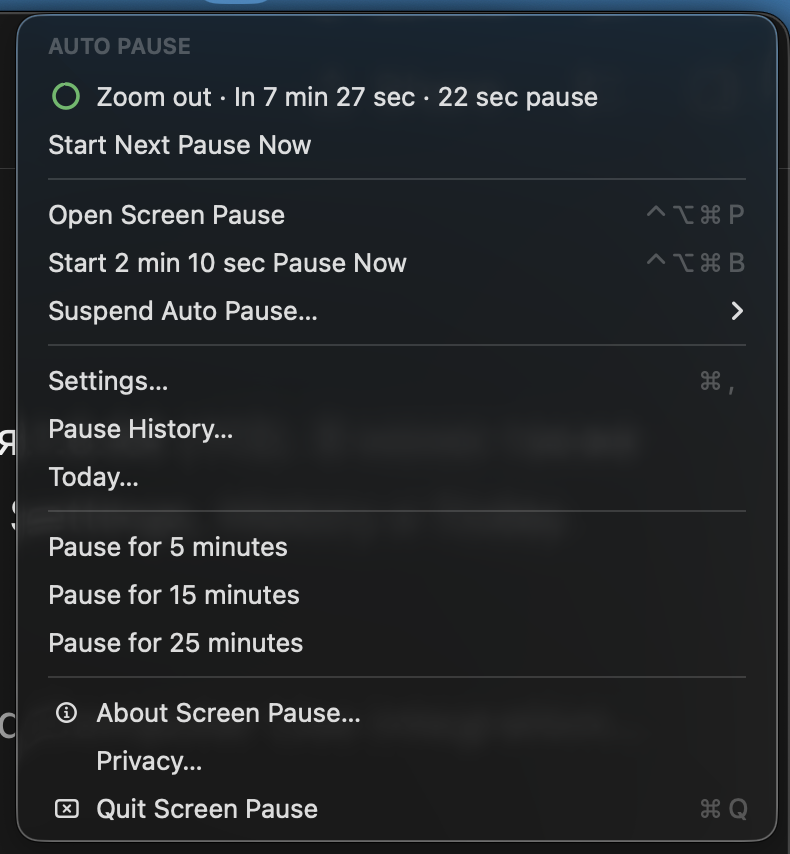 AUTO PAUSE
Zoom out · In 7 min 27 sec · 22 sec pause
Start Next Pause Now
Open Screen Pause ^⌥⌘P
Start 2 min 10 sec Pause Now ^⌥⌘B
Suspend Auto Pause...
Settings... ⌘,
Pause History...
Today...
Pause for 5 minutes
Pause for 15 minutes
Pause for 25 minutes
About Screen Pause...
Privacy...
Quit Screen Pause ⌘Q